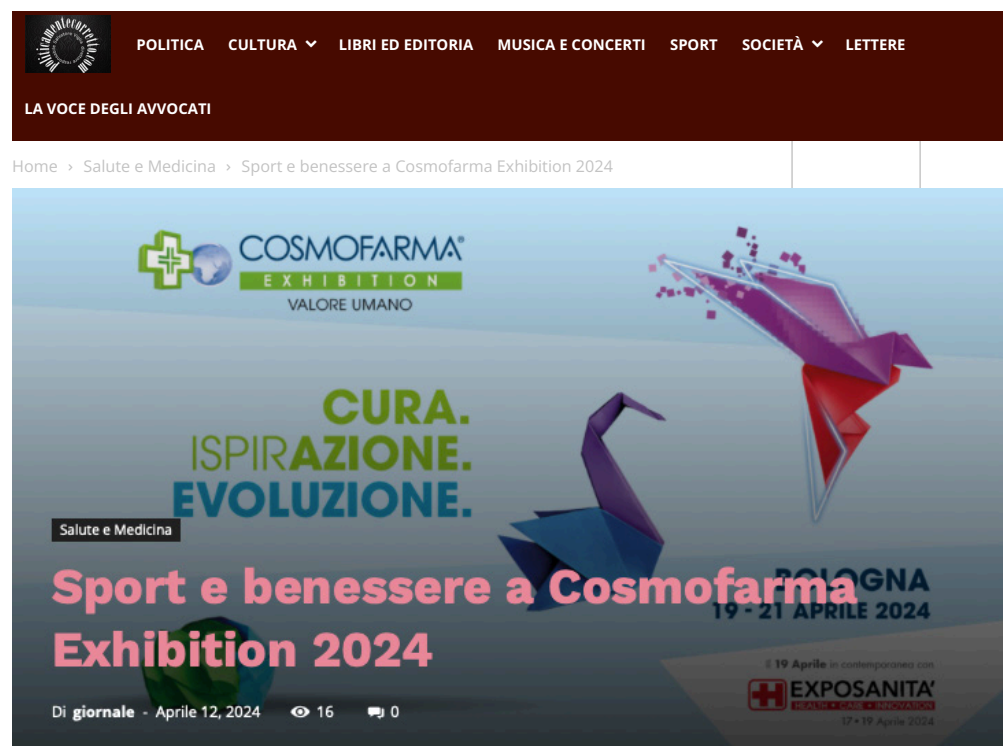 politicamentecorretto.com
POLITICA CULTURA LIBRI ED EDITORIA MUSICA E CONCERTI SPORT SOCIETÀ LETTERE
LA VOCE DEGLI AVVOCATI
Home › Salute e Medicina › Sport e benessere a Cosmofarma Exhibition 2024
COSMOFARMA®
EXHIBITION
VALORE UMANO
CURA.
ISPIRAZIONE.
EVOLUZIONE.
Salute e Medicina
Sport e benessere a Cosmofarma
Exhibition 2024
BOLOGNA
19 - 21 APRILE 2024
Il 19 Aprile in contemporanea con
EXPOSANITA'
HEALTH • CARE • INNOVATION
17 • 19 Aprile 2024
Di giornale - Aprile 12, 2024 16 0